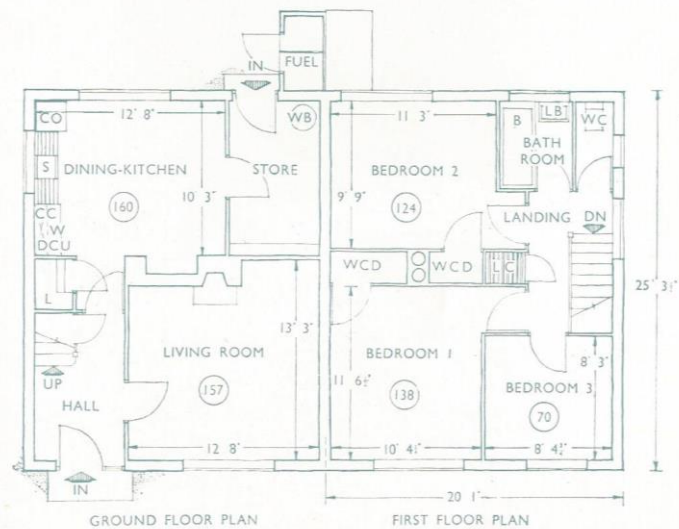 IN
FUEL
CO
12' 8"
WB
S
DINING-KITCHEN
STORE
160
10' 3"
CC
W
DCU
L
13' 3"
LIVING ROOM
157
UP
HALL
12' 8"
IN
GROUND FLOOR PLAN
11' 3"
B
LB
WC
BATH
ROOM
BEDROOM 2
9' 9"
124
LANDING
DN
WCD
WCD
LC
25' 3½"
BEDROOM 1
11' 6½"
138
8' 3"
BEDROOM 3
70
10' 4½"
8' 4¾"
20' 1"
FIRST FLOOR PLAN